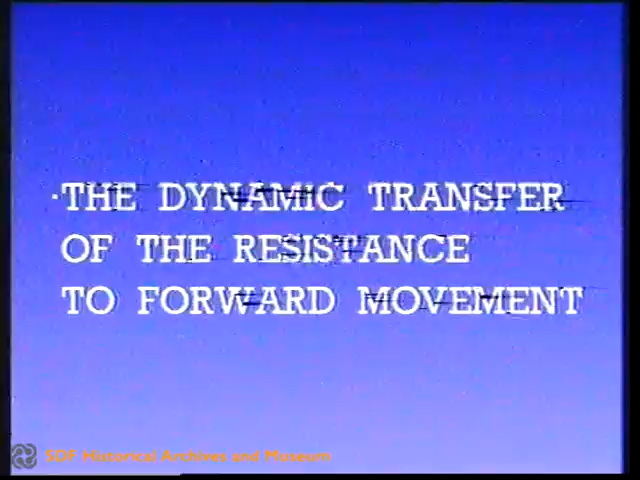 ·THE DYNAMIC TRANSFER
OF THE RESISTANCE
TO FORWARD MOVEMENT
SDF Historical Archives and Museum